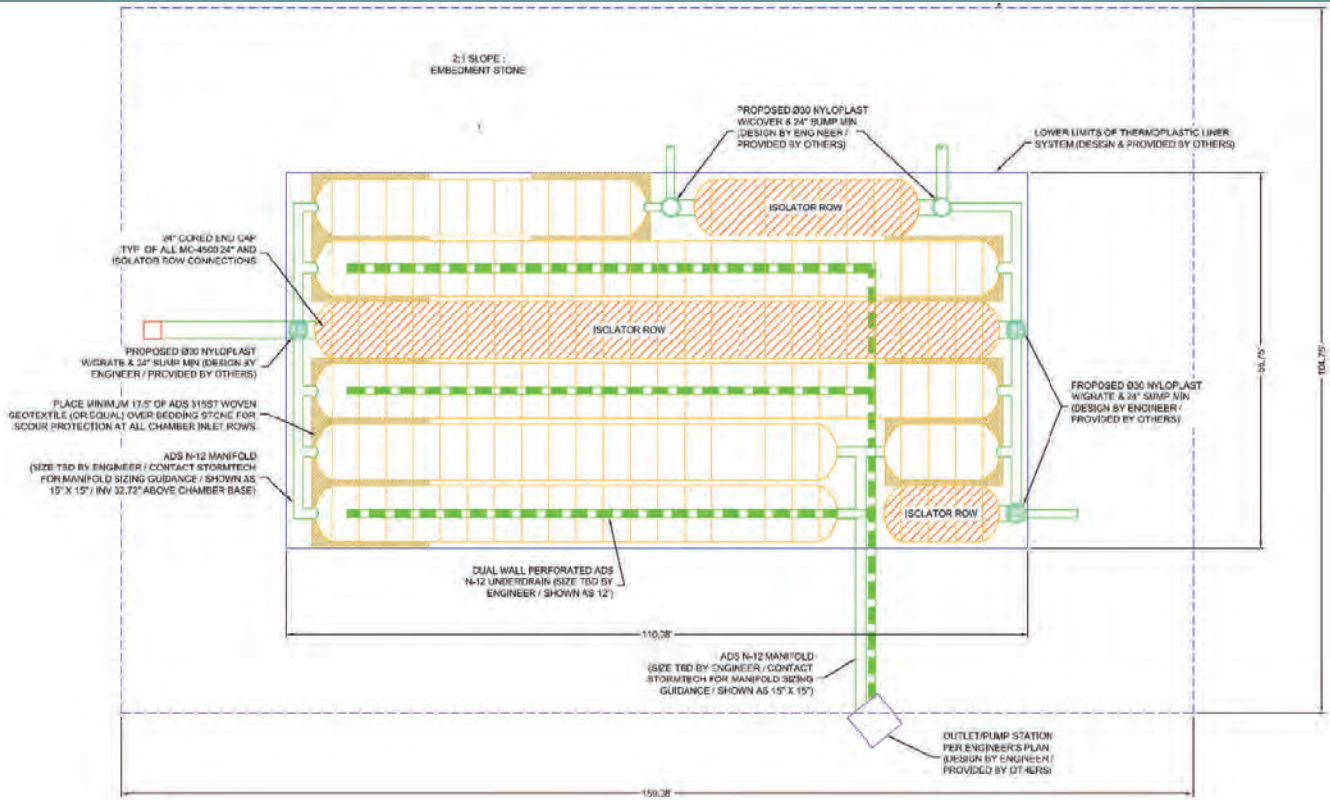 2:1 SLOPE :
EMBEDMENT STONE
PROPOSED Ø30 NYLOPLAST
W/COVER & 24" SUMP MIN
(DESIGN BY ENGINEER /
PROVIDED BY OTHERS)
LOWER LIMITS OF THERMOPLASTIC LINER
SYSTEM (DESIGN & PROVIDED BY OTHERS)
ISOLATOR ROW
24" CORED END CAP
TYP OF ALL MC-4500 24" AND
ISOLATOR ROW CONNECTIONS
ISOLATOR ROW
PROPOSED Ø30 NYLOPLAST
W/GRATE & 24" SUMP MIN (DESIGN BY
ENGINEER / PROVIDED BY OTHERS)
PLACE MINIMUM 17.5' OF ADS 315ST WOVEN
GEOTEXTILE (OR EQUAL) OVER BEDDING STONE FOR
SCOUR PROTECTION AT ALL CHAMBER INLET ROWS
ADS N-12 MANIFOLD
(SIZE TBD BY ENGINEER / CONTACT STORMTECH
FOR MANIFOLD SIZING GUIDANCE / SHOWN AS
15" X 15" / INV 32.72" ABOVE CHAMBER BASE)
PROPOSED Ø30 NYLOPLAST
W/GRATE & 24" SUMP MIN
(DESIGN BY ENGINEER /
PROVIDED BY OTHERS)
ISOLATOR ROW
DUAL WALL PERFORATED ADS
N-12 UNDERDRAIN (SIZE TBD BY
ENGINEER / SHOWN AS 12")
110.38'
104.75'
ADS N-12 MANIFOLD
(SIZE TBD BY ENGINEER / CONTACT
STORMTECH FOR MANIFOLD SIZING
GUIDANCE / SHOWN AS 15" X 15")
OUTLET/PUMP STATION
PER ENGINEER'S PLAN
(DESIGN BY ENGINEER /
PROVIDED BY OTHERS)
159.38'